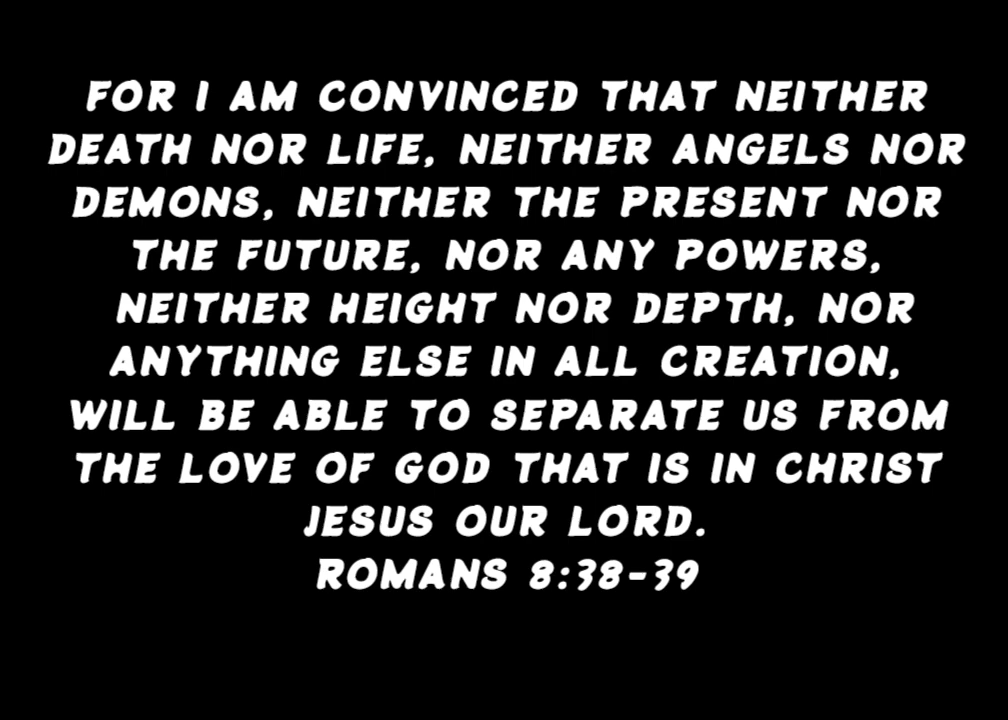 FOR I AM CONVINCED THAT NEITHER
DEATH NOR LIFE, NEITHER ANGELS NOR
DEMONS, NEITHER THE PRESENT NOR
THE FUTURE, NOR ANY POWERS,
NEITHER HEIGHT NOR DEPTH, NOR
ANYTHING ELSE IN ALL CREATION,
WILL BE ABLE TO SEPARATE US FROM
THE LOVE OF GOD THAT IS IN CHRIST
JESUS OUR LORD.
ROMANS 8:38-39